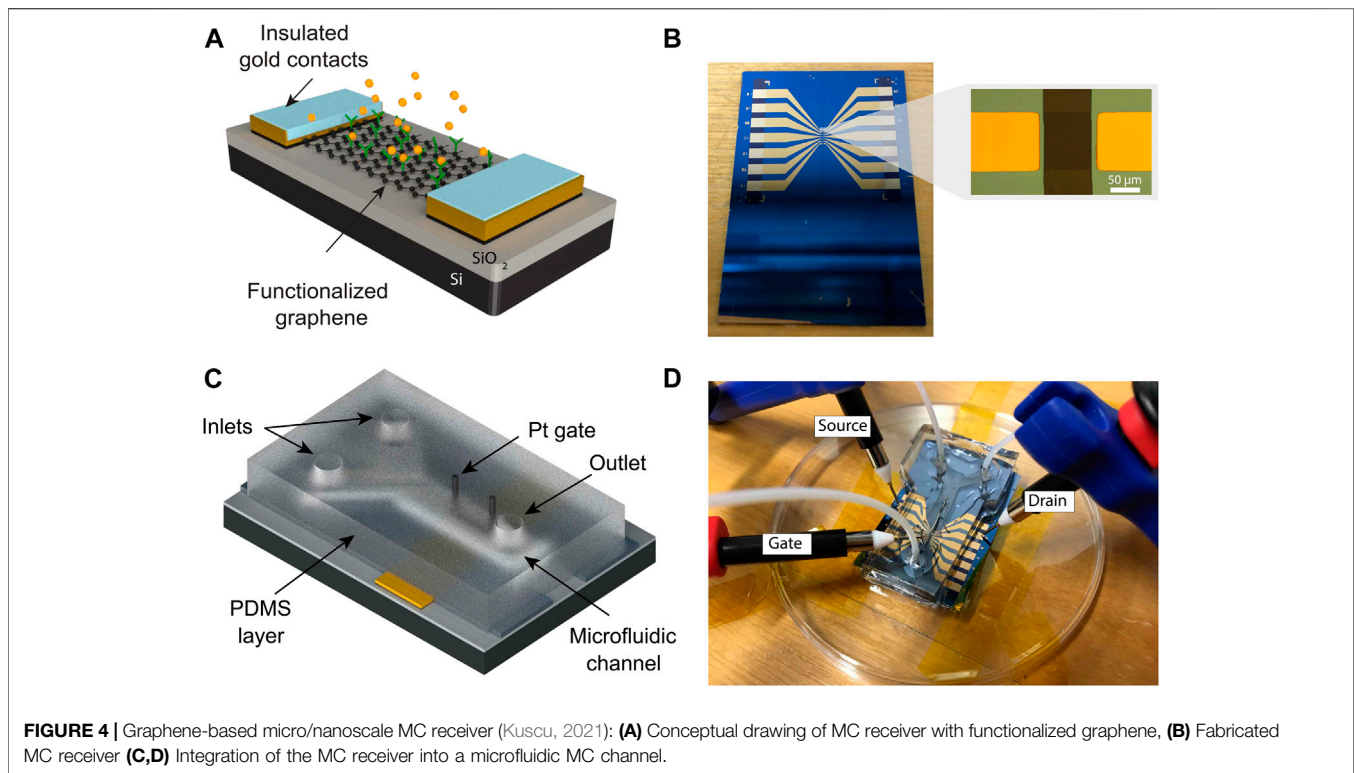 A
Insulated
gold contacts
SiO2
Si
Functionalized
graphene
B
50 μm
C
Inlets
Pt gate
Outlet
PDMS
layer
Microfluidic
channel
D
Source
Drain
Gate
FIGURE 4 | Graphene-based micro/nanoscale MC receiver (Kuscu, 2021): (A) Conceptual drawing of MC receiver with functionalized graphene, (B) Fabricated
MC receiver (C,D) Integration of the MC receiver into a microfluidic MC channel.